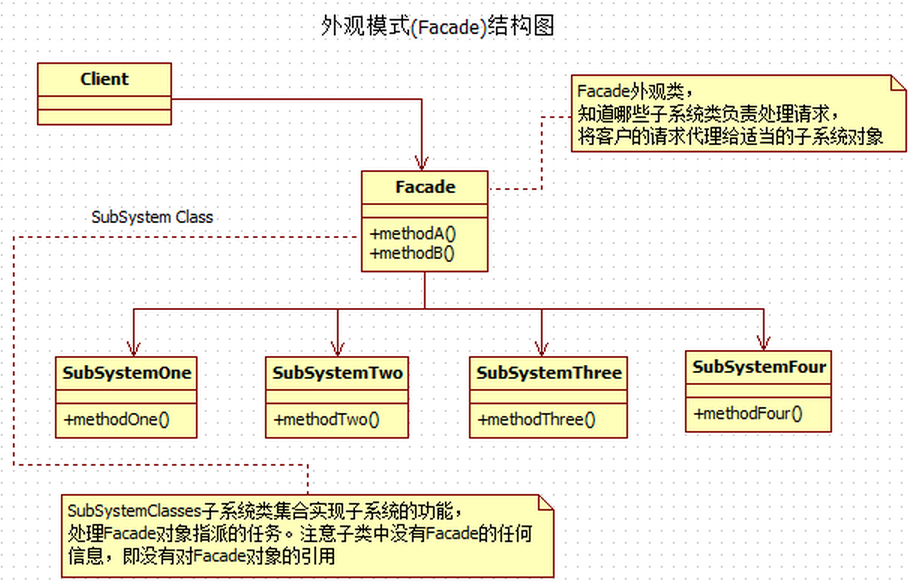 外观模式(Facade)结构图
Client
Facade外观类，
知道哪些子系统类负责处理请求，
将客户的请求代理给适当的子系统对象
Facade
+methodA()
+methodB()
SubSystem Class
SubSystemOne
+methodOne()
SubSystemTwo
+methodTwo()
SubSystemThree
+methodThree()
SubSystemFour
+methodFour()
SubSystemClasses子系统类集合实现子系统的功能，
处理Facade对象指派的任务。注意子类中没有Facade的任何
信息，即没有对Facade对象的引用